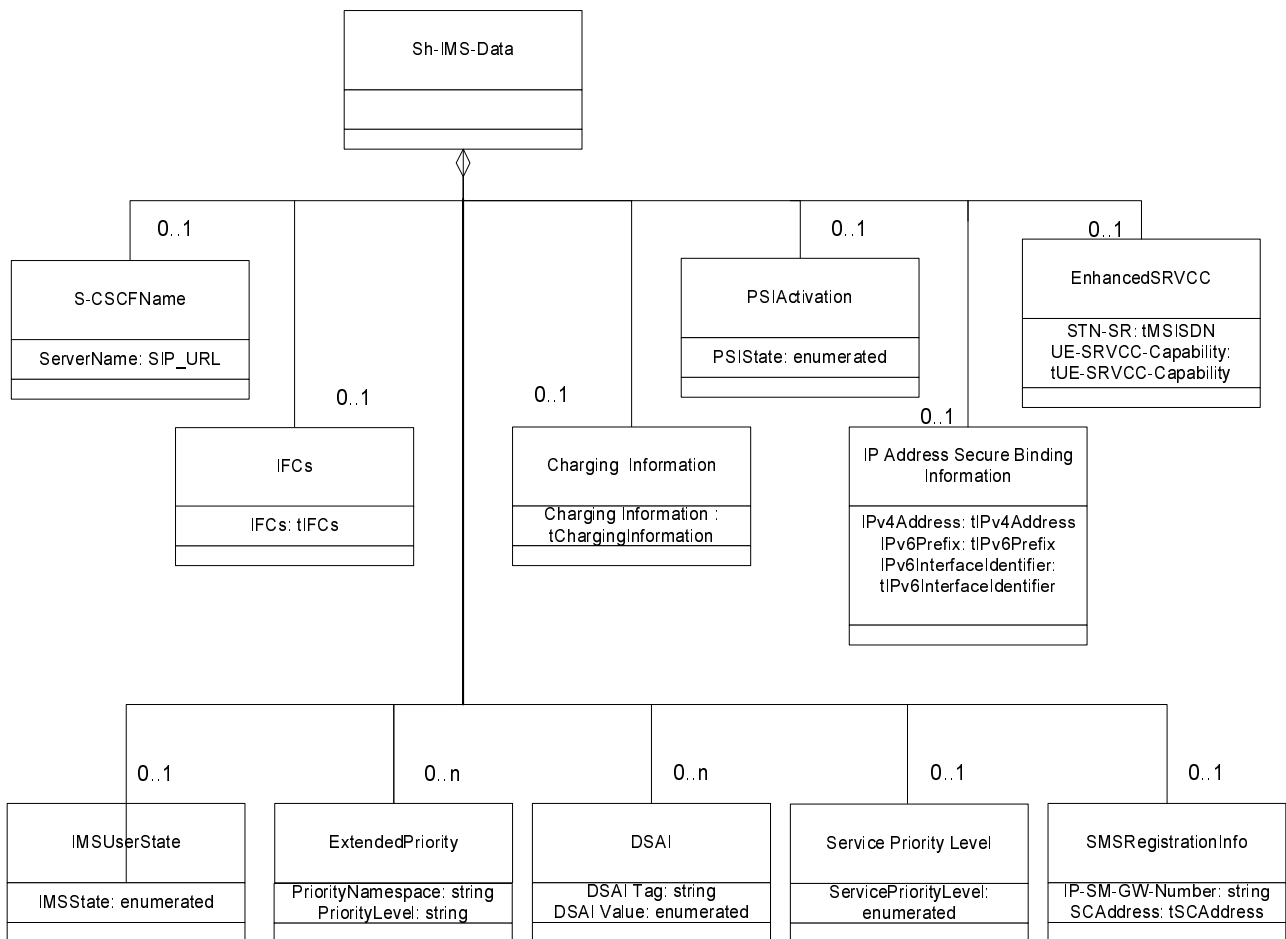 Sh-IMS-Data
0..1
0..1
0..1
S-CSCFName
ServerName: SIP_URL
PSIActivation
PSIState: enumerated
EnhancedSRVCC
STN-SR: tMSISDN
UE-SRVCC-Capability:
tUE-SRVCC-Capability
0..1
0..1
0..1
IFCs
IFCs: tIFCs
Charging Information
Charging Information :
tChargingInformation
IP Address Secure Binding
Information
IPv4Address: tIPv4Address
IPv6Prefix: tIPv6Prefix
IPv6InterfaceIdentifier:
tIPv6InterfaceIdentifier
0..1
0..n
0..n
0..1
0..1
IMSUserState
IMSState: enumerated
ExtendedPriority
PriorityNamespace: string
PriorityLevel: string
DSAI
DSAI Tag: string
DSAI Value: enumerated
Service Priority Level
ServicePriorityLevel:
enumerated
SMSRegistrationInfo
IP-SM-GW-Number: string
SCAddress: tSCAddress